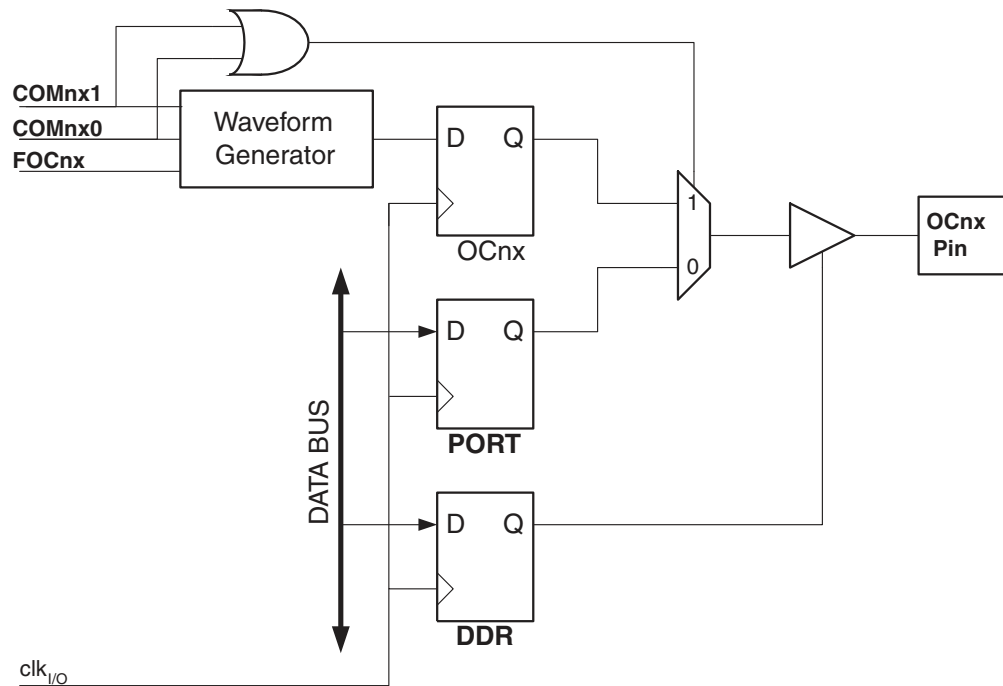 COMnx1
COMnx0
FOCnx
Waveform
Generator
D
Q
OCnx
1
0
OCnx
Pin
D
Q
PORT
DATA BUS
D
Q
DDR
clkI/O